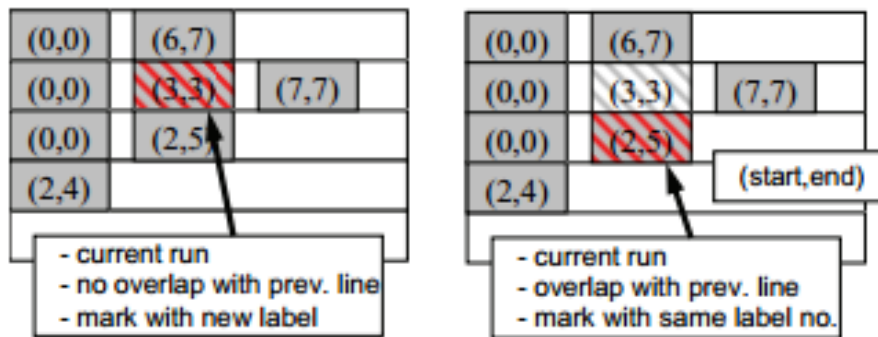 (0,0) (6,7)
(0,0) (3,3) (7,7)
(0,0) (2,5)
(2,4)
- current run
- no overlap with prev. line
- mark with new label
(0,0) (6,7)
(0,0) (3,3) (7,7)
(0,0) (2,5)
(2,4) (start,end)
- current run
- overlap with prev. line
- mark with same label no.